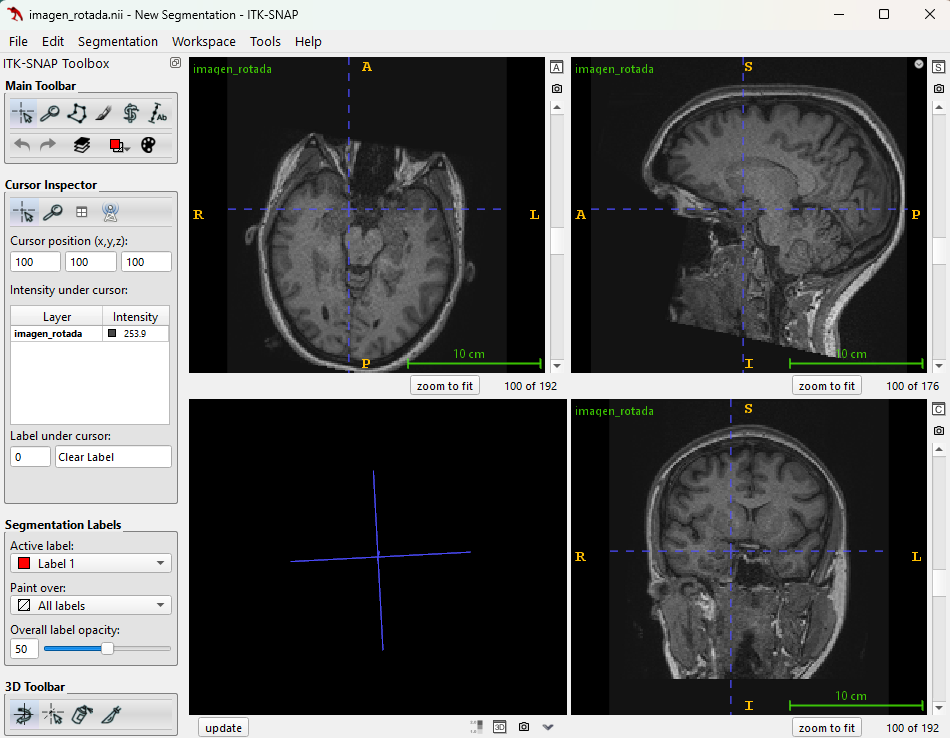 imagen_rotada.nii - New Segmentation - ITK-SNAP
File Edit Segmentation Workspace Tools Help
ITK-SNAP Toolbox
Main Toolbar
Ab
Cursor Inspector
Cursor position (x,y,z):
100 100 100
Intensity under cursor:
Layer Intensity
imagen_rotada 253.9
Label under cursor:
0 Clear Label
Segmentation Labels
Active label:
Label 1
Paint over:
All labels
Overall label opacity:
50
3D Toolbar
imagen_rotada
A
R
L
P
10 cm
A
zoom to fit 100 of 192
imagen_rotada
S
A
P
I
10 cm
S
zoom to fit 100 of 176
update
3D
imagen_rotada
S
R
L
I
10 cm
C
zoom to fit 100 of 192